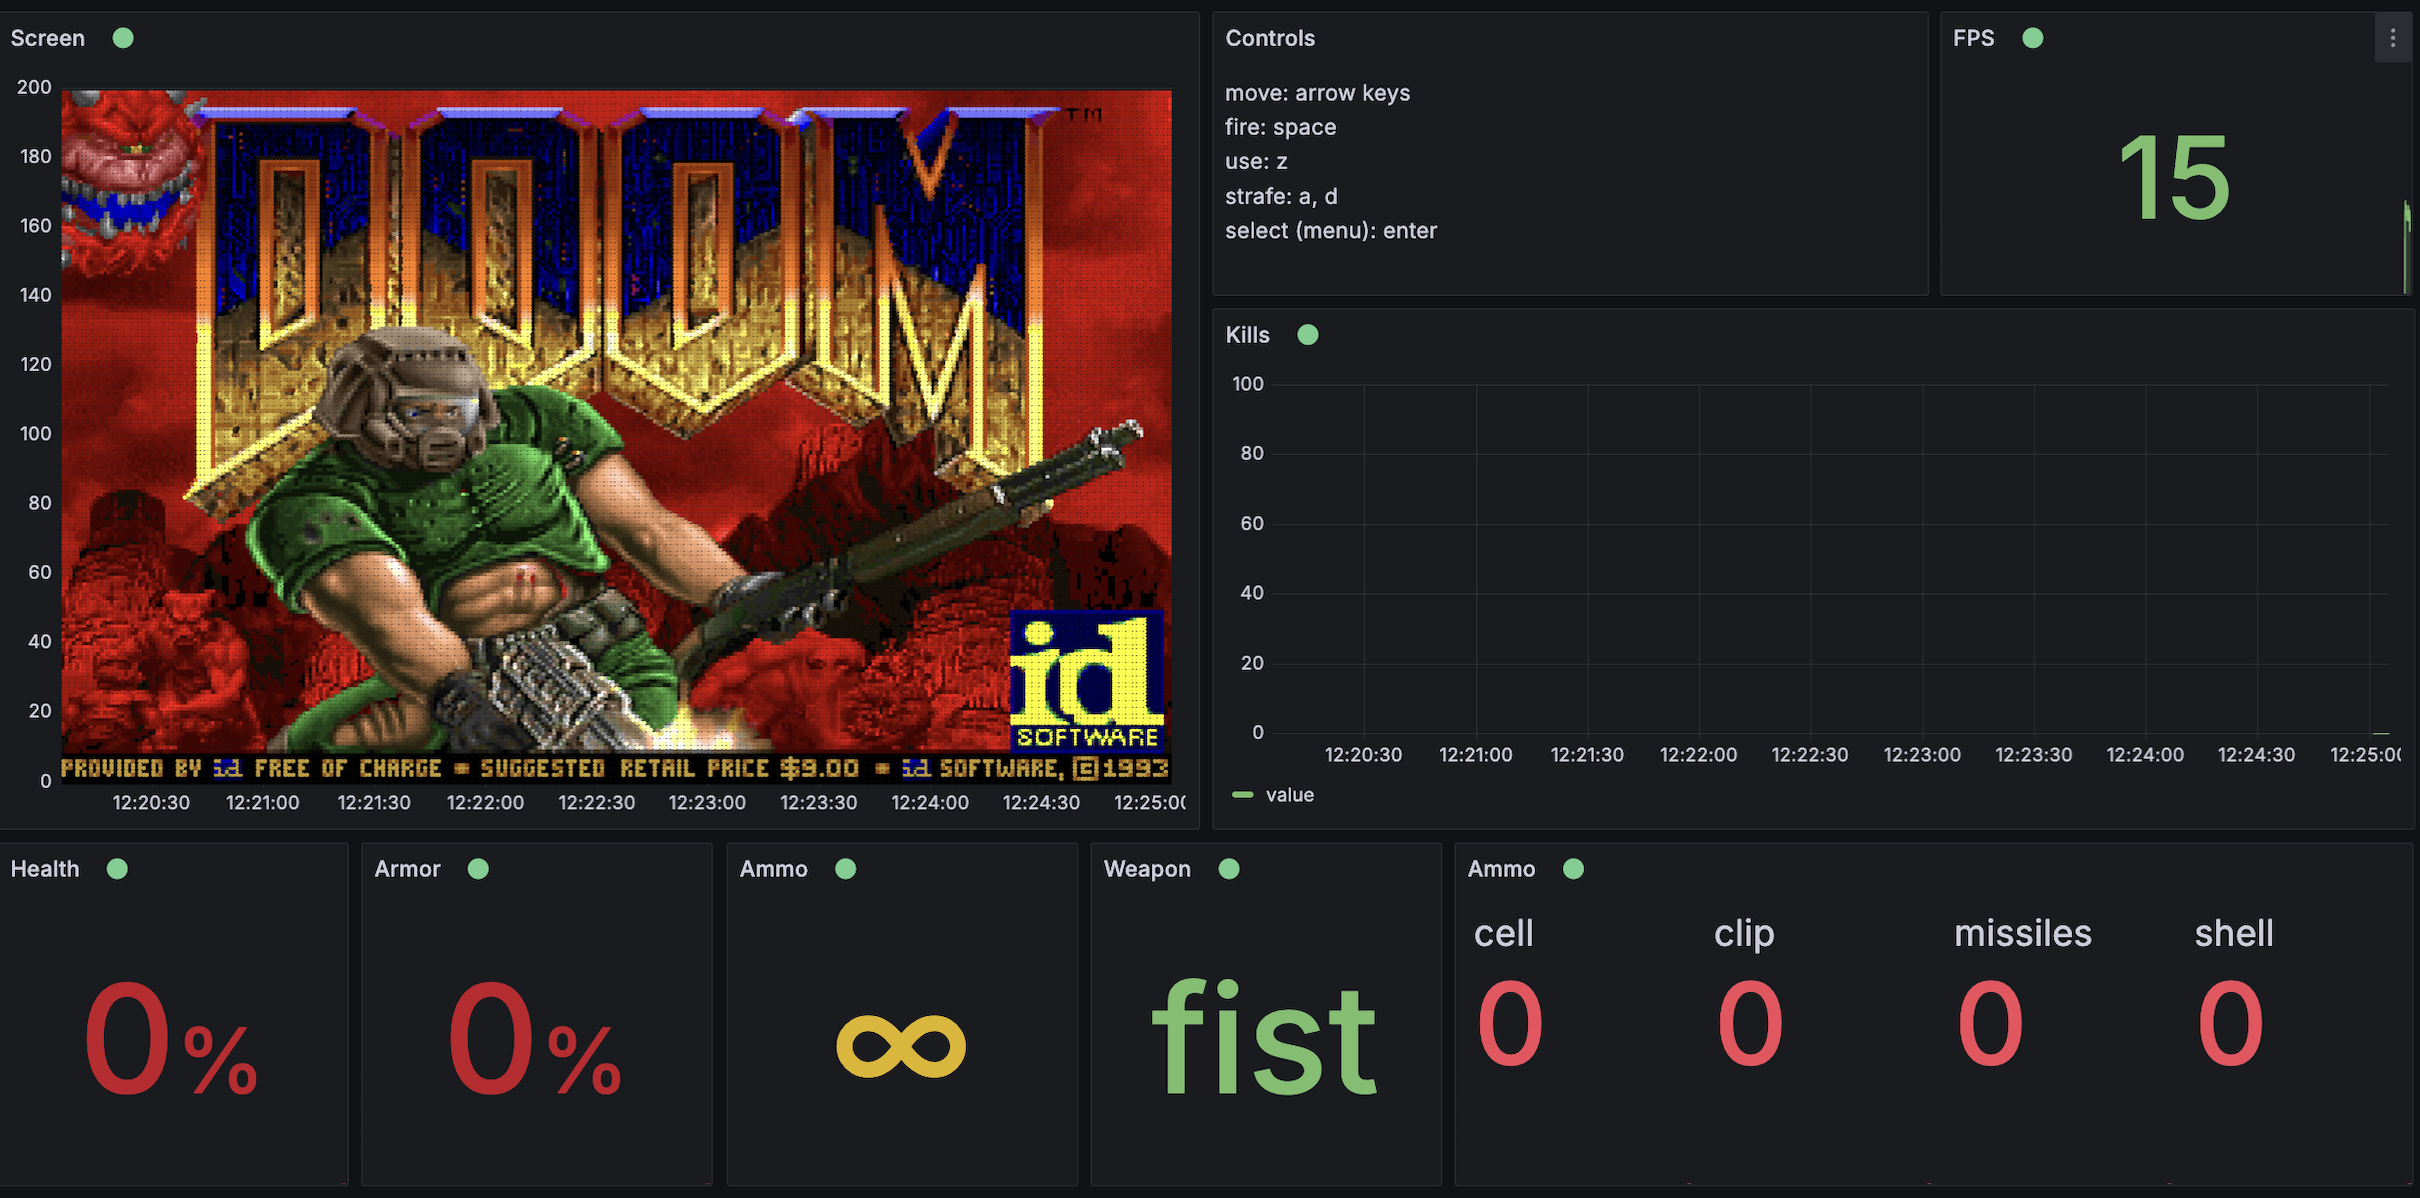 Screen
200
180
160
140
120
100
80
60
40
20
0
DOOM
TM
id
SOFTWARE
PROVIDED BY id FREE OF CHARGE - SUGGESTED RETAIL PRICE $9.00 - id SOFTWARE, ©1993
12:20:30 12:21:00 12:21:30 12:22:00 12:22:30 12:23:00 12:23:30 12:24:00 12:24:30 12:25:00
Controls
move: arrow keys
fire: space
use: z
strafe: a, d
select (menu): enter
FPS
15
Kills
100
80
60
40
20
0
12:20:30 12:21:00 12:21:30 12:22:00 12:22:30 12:23:00 12:23:30 12:24:00 12:24:30 12:25:00
value
Health
0%
Armor
0%
Ammo
∞
Weapon
fist
Ammo
cell clip missiles shell
0 0 0 0